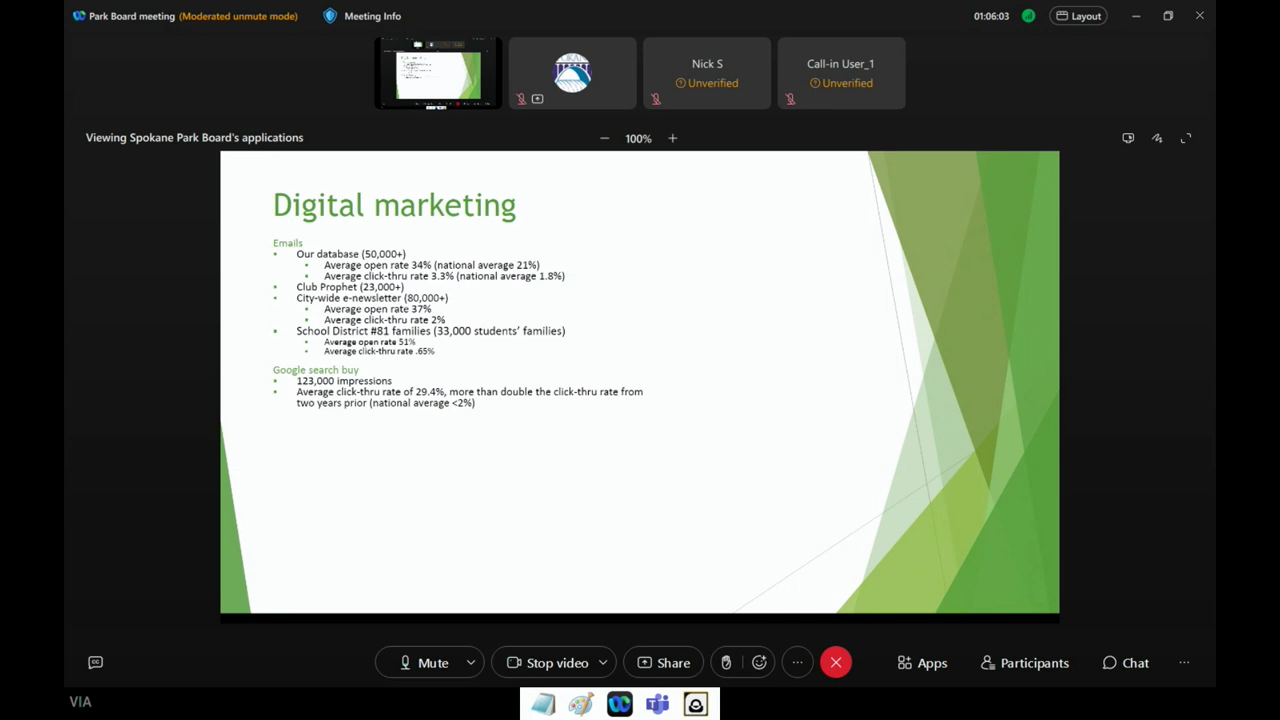 Park Board meeting (Moderated unmute mode)
Meeting Info
01:06:03
Layout
Nick S
Unverified
Call-in User_1
Unverified
Viewing Spokane Park Board's applications
100%
Digital marketing
Emails
Our database (50,000+)
Average open rate 34% (national average 21%)
Average click-thru rate 3.3% (national average 1.8%)
Club Prophet (23,000+)
City-wide e-newsletter (80,000+)
Average open rate 37%
Average click-thru rate 2%
School District #81 families (33,000 students' families)
Average open rate 51%
Average click-thru rate .65%
Google search buy
123,000 impressions
Average click-thru rate of 29.4%, more than double the click-thru rate from
two years prior (national average <2%)
Mute
Stop video
Share
Apps
Participants
Chat
VIA